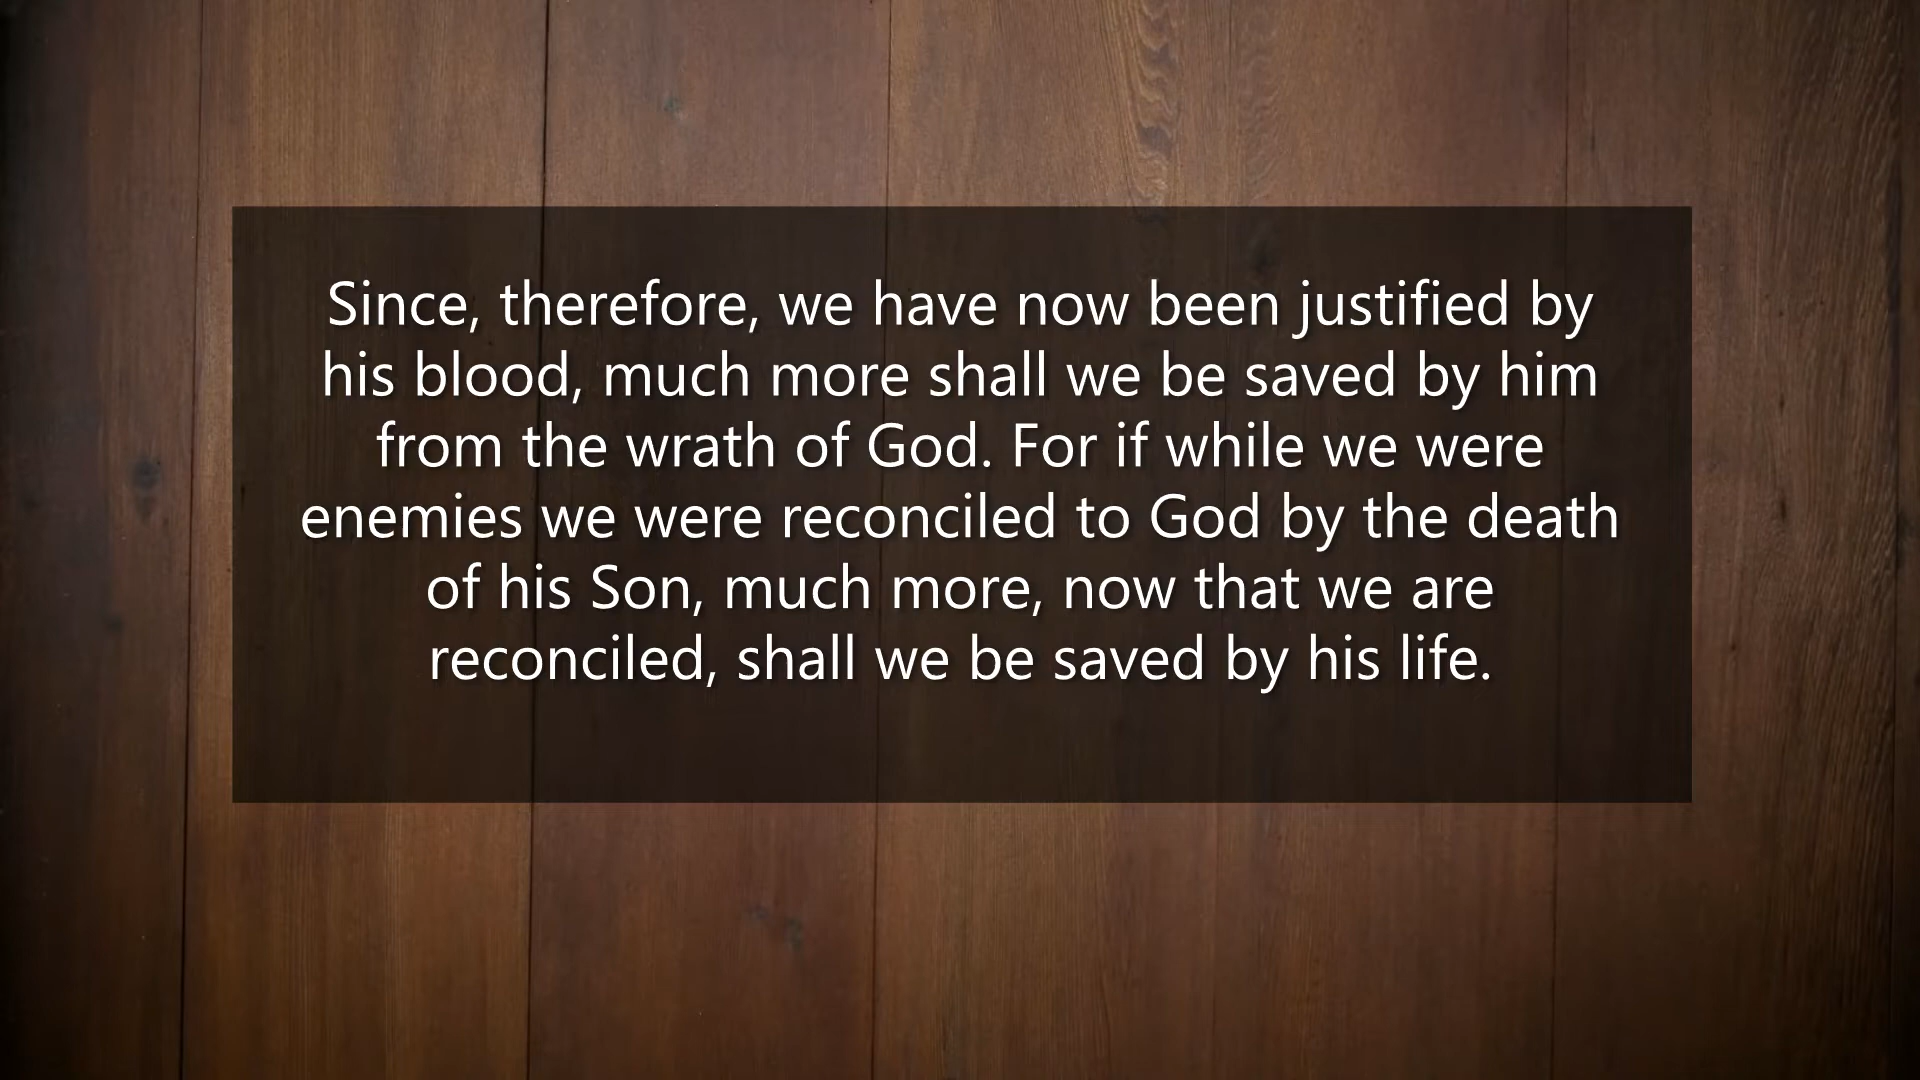 Since, therefore, we have now been justified by
his blood, much more shall we be saved by him
from the wrath of God. For if while we were
enemies we were reconciled to God by the death
of his Son, much more, now that we are
reconciled, shall we be saved by his life.